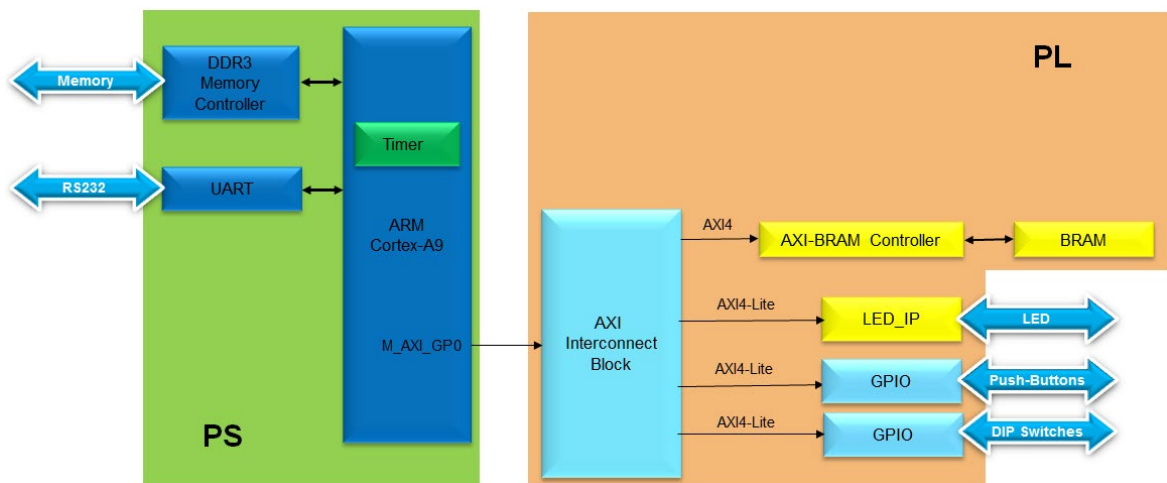 PL
DDR3
Memory
Controller
Memory
Timer
RS232
UART
ARM
Cortex-A9
AXI4
AXI-BRAM Controller
BRAM
AXI4-Lite
LED_IP
LED
AXI
Interconnect
Block
M_AXI_GP0
AXI4-Lite
GPIO
Push-Buttons
AXI4-Lite
GPIO
DIP Switches
PS